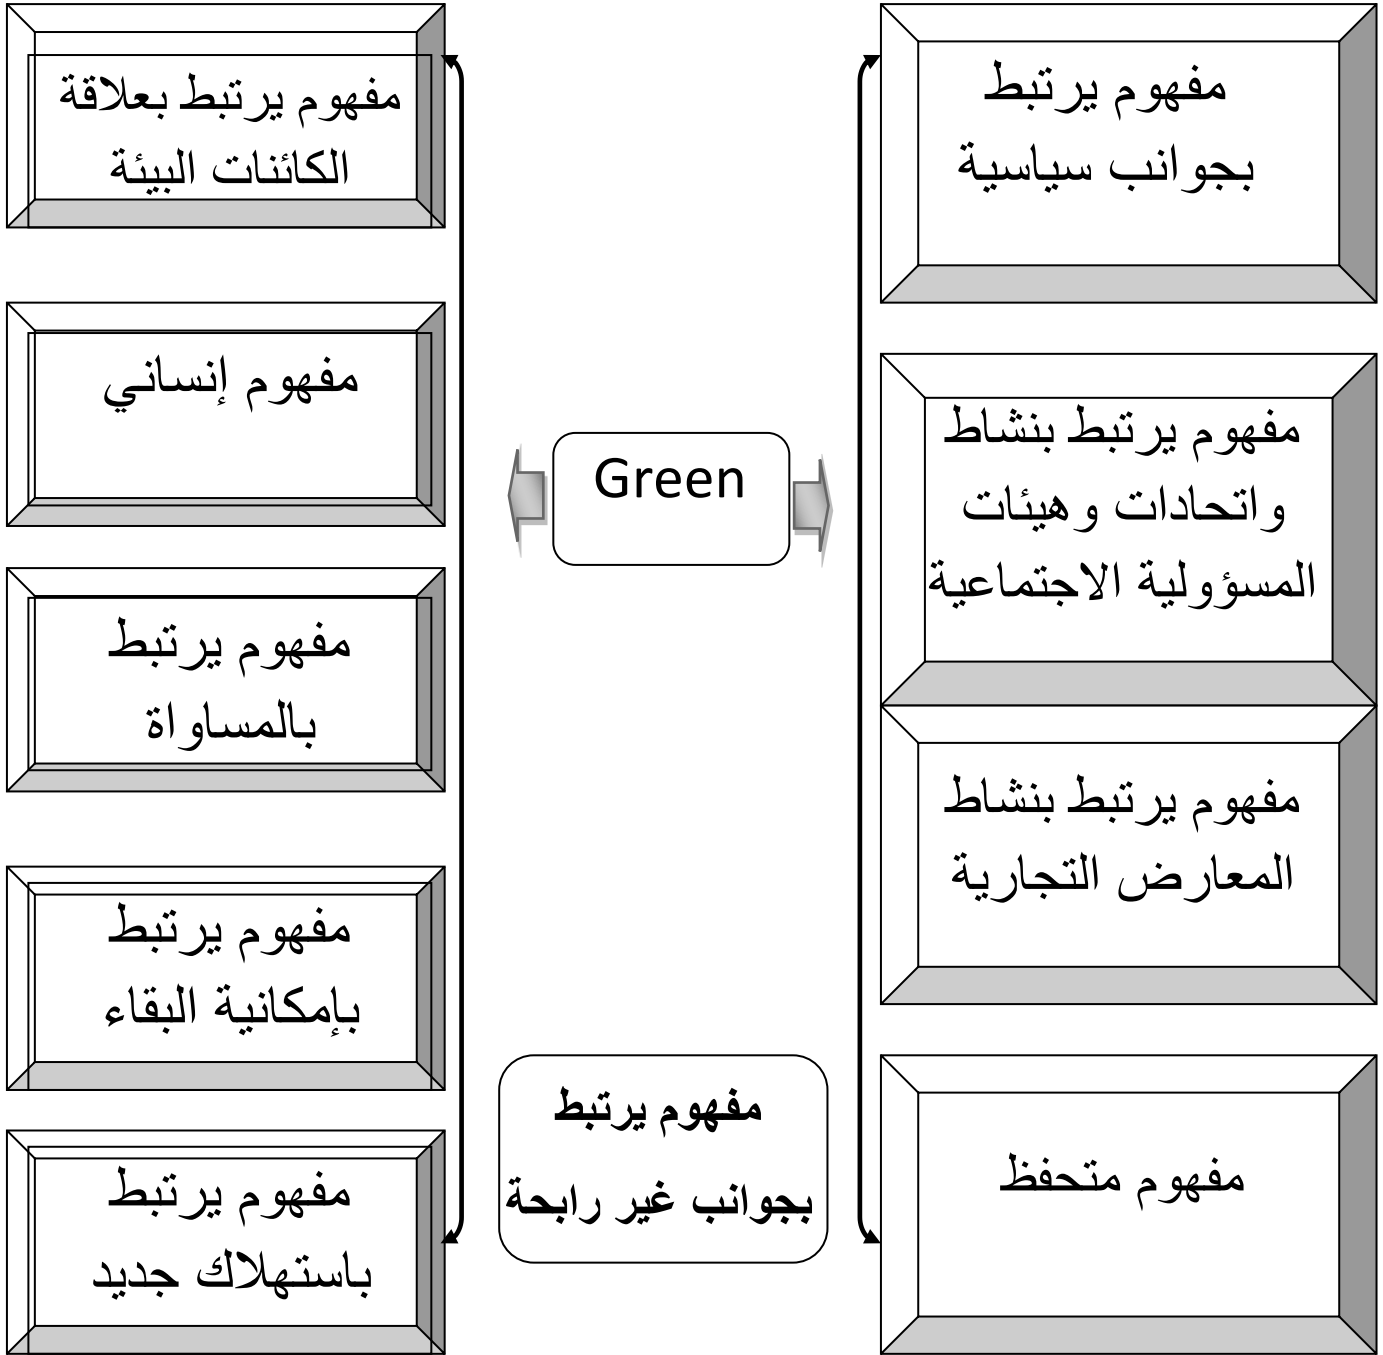 مفهوم يرتبط
بجوانب سياسية
مفهوم يرتبط بنشاط
واتحادات وهيئات
المسؤولية الاجتماعية
مفهوم يرتبط بنشاط
المعارض التجارية
مفهوم متحفظ
Green
مفهوم يرتبط
بجوانب غير رابحة
مفهوم يرتبط بعلاقة
الكائنات البيئة
مفهوم إنساني
مفهوم يرتبط
بالمساواة
مفهوم يرتبط
بإمكانية البقاء
مفهوم يرتبط
باستهلاك جديد